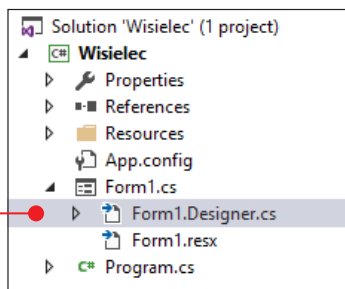 Solution 'Wisielec' (1 project)
C# Wisielec
Properties
References
Resources
App.config
Form1.cs
Form1.Designer.cs
Form1.resx
C# Program.cs